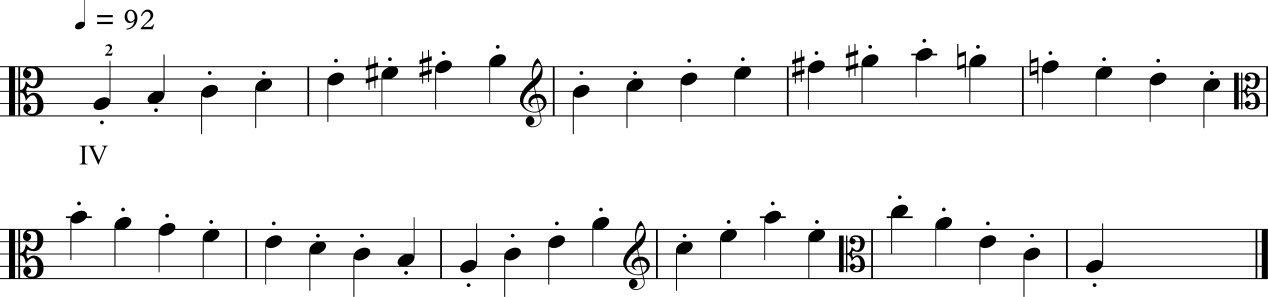 ♩ = 92
2
IV